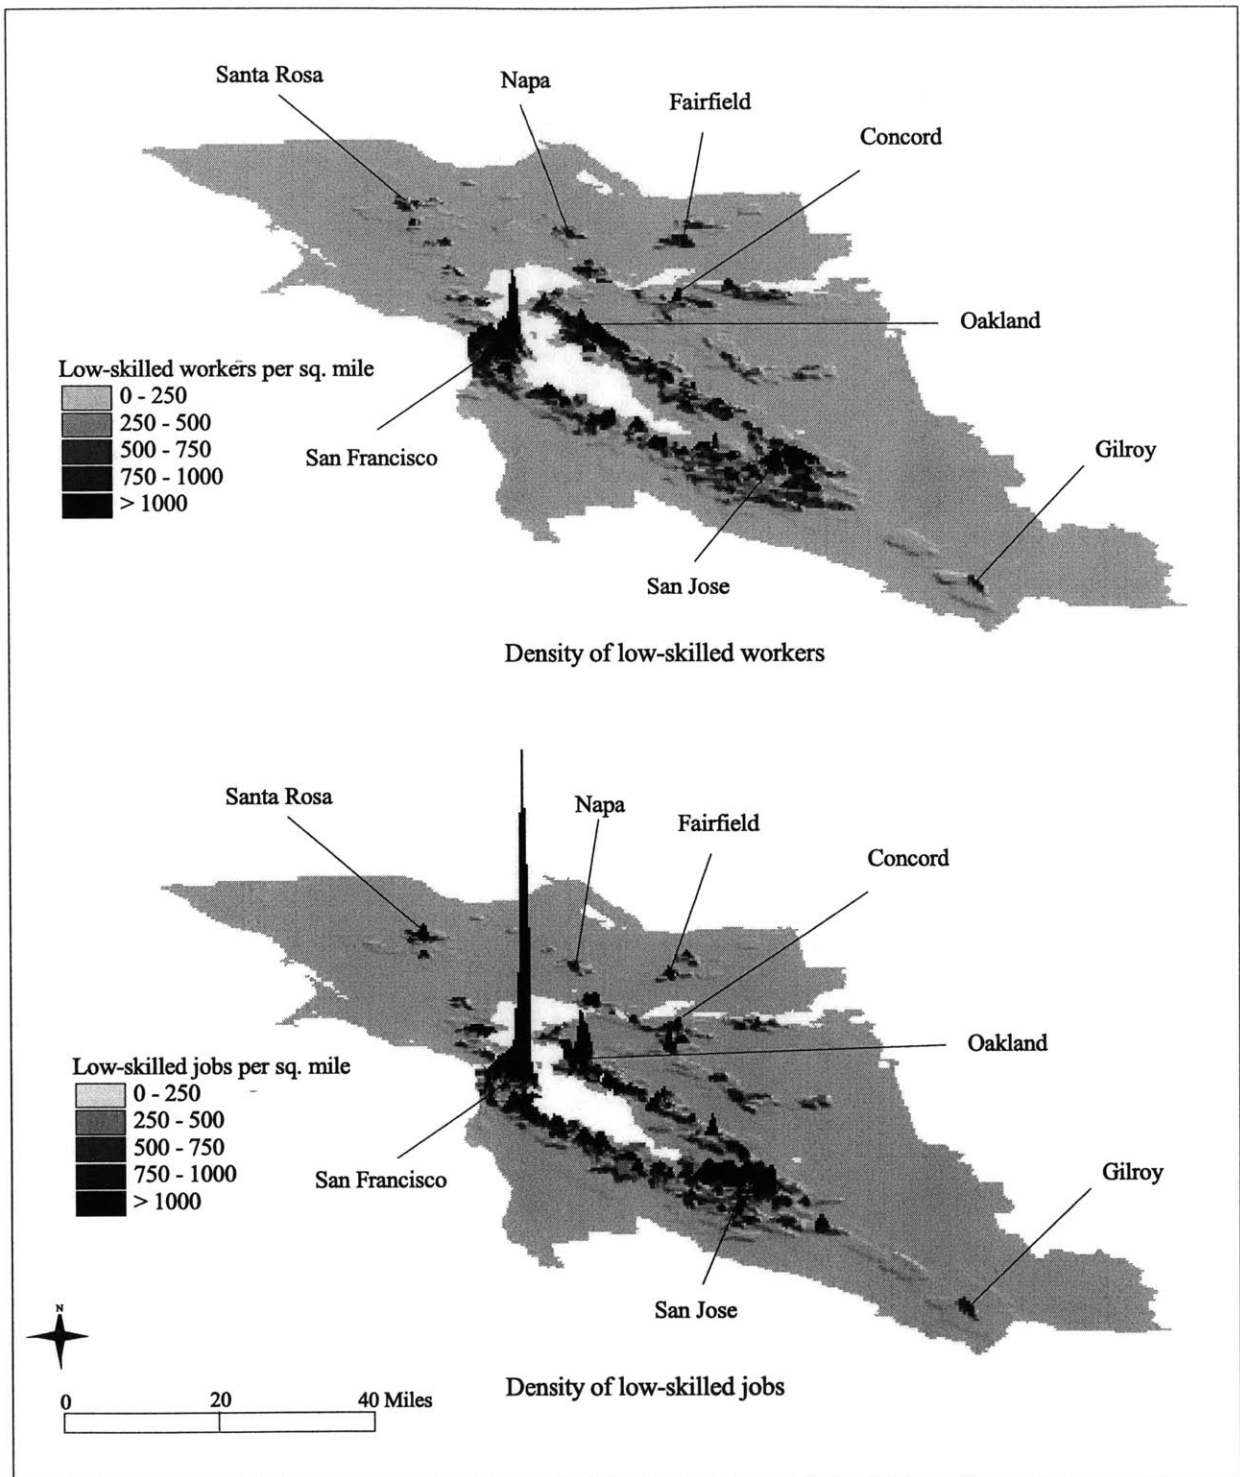 Santa Rosa
Napa
Fairfield
Concord
Oakland
Low-skilled workers per sq. mile
0 - 250
250 - 500
500 - 750
750 - 1000
> 1000
San Francisco
Gilroy
San Jose
Density of low-skilled workers
Santa Rosa
Napa
Fairfield
Concord
Oakland
Low-skilled jobs per sq. mile
0 - 250
250 - 500
500 - 750
750 - 1000
> 1000
San Francisco
Gilroy
San Jose
N
Density of low-skilled jobs
0 20 40 Miles